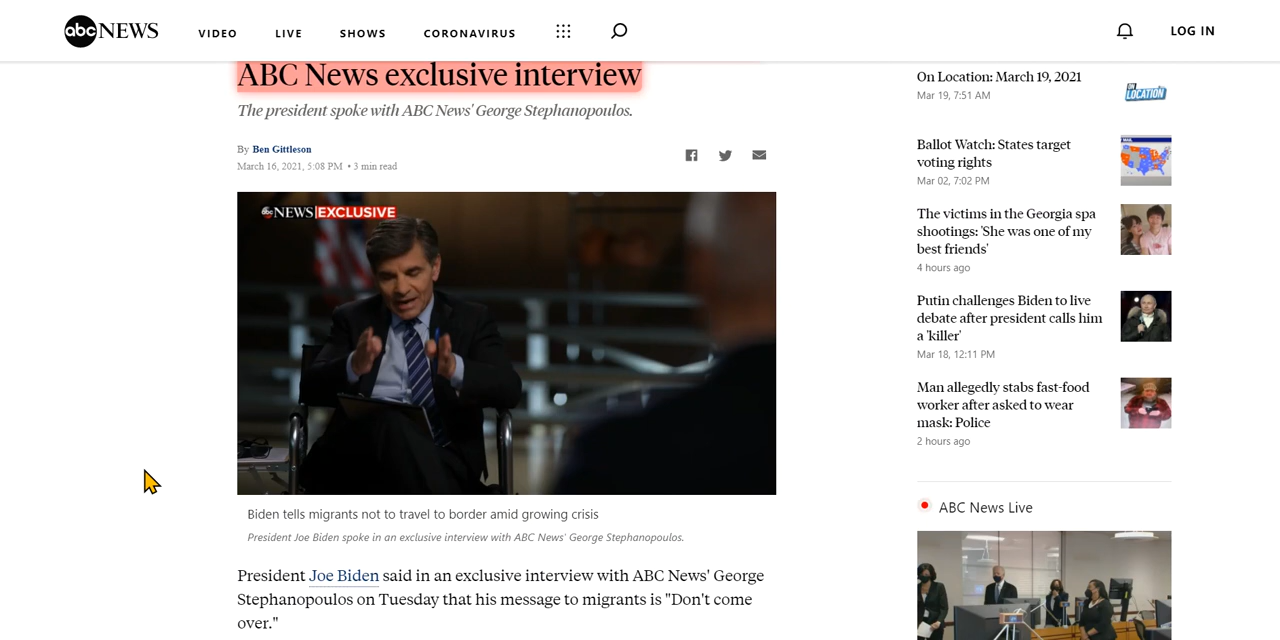 abc NEWS
VIDEO
LIVE
SHOWS
CORONAVIRUS
LOG IN
ABC News exclusive interview
The president spoke with ABC News' George Stephanopoulos.
By Ben Gittleson
March 16, 2021, 5:08 PM • 3 min read
abc NEWS EXCLUSIVE
Biden tells migrants not to travel to border amid growing crisis
President Joe Biden spoke in an exclusive interview with ABC News' George Stephanopoulos.
President Joe Biden said in an exclusive interview with ABC News' George
Stephanopoulos on Tuesday that his message to migrants is "Don't come
over."
On Location: March 19, 2021
Mar 19, 7:51 AM
ON LOCATION
Ballot Watch: States target
voting rights
Mar 02, 7:02 PM
The victims in the Georgia spa
shootings: 'She was one of my
best friends'
4 hours ago
Putin challenges Biden to live
debate after president calls him
a 'killer'
Mar 18, 12:11 PM
Man allegedly stabs fast-food
worker after asked to wear
mask: Police
2 hours ago
ABC News Live